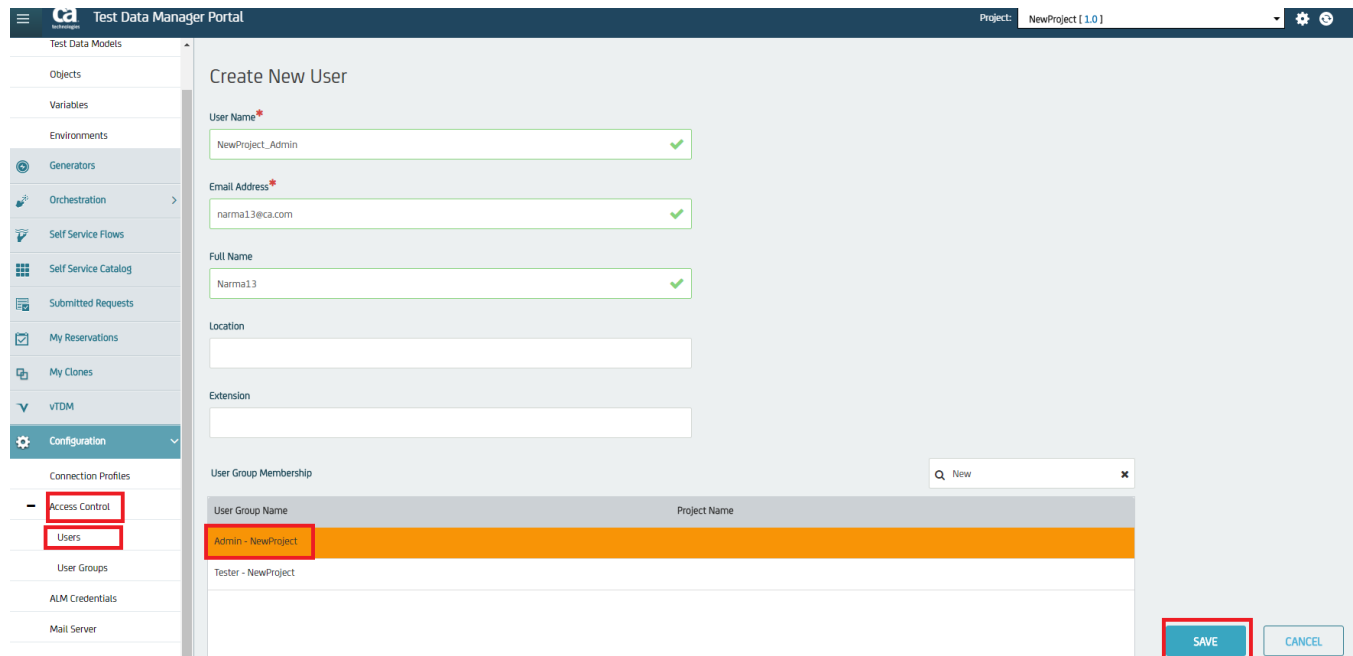 ca technologies Test Data Manager Portal Project: NewProject [ 1.0 ]
Test Data Models
Objects
Variables
Environments
Generators
Orchestration
Self Service Flows
Self Service Catalog
Submitted Requests
My Reservations
My Clones
vTDM
Configuration
Connection Profiles
Access Control
Users
User Groups
ALM Credentials
Mail Server
Create New User
User Name*
NewProject_Admin
Email Address*
narma13@ca.com
Full Name
Narma13
Location
Extension
User Group Membership New
User Group Name Project Name
Admin - NewProject
Tester - NewProject
SAVE CANCEL